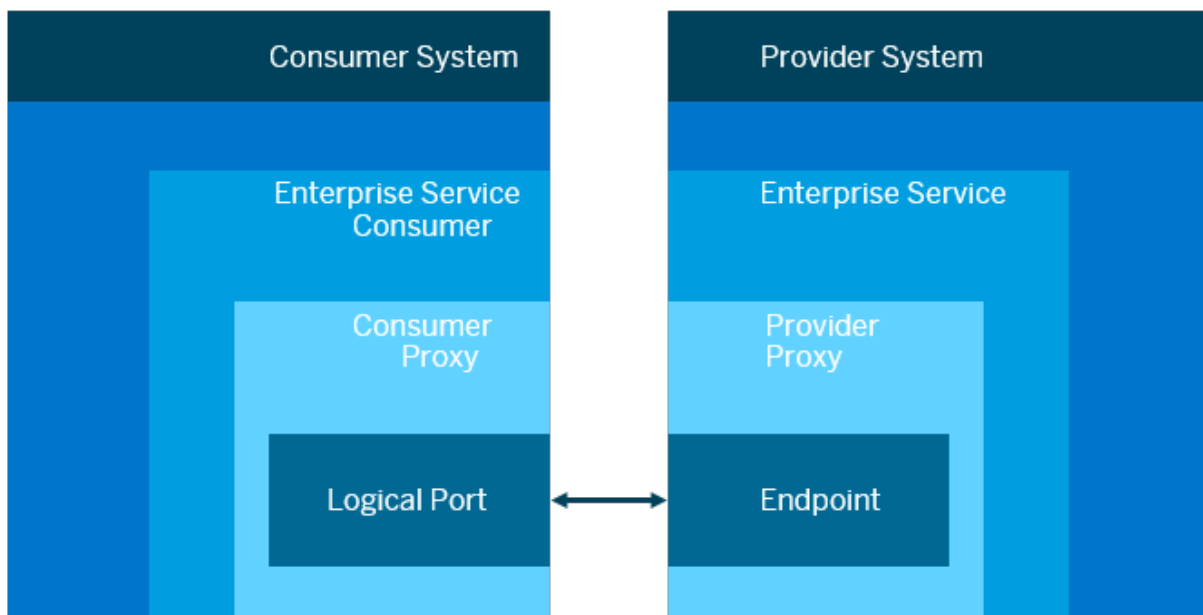 Consumer System
Provider System
Enterprise Service
Consumer
Enterprise Service
Consumer
Proxy
Provider
Proxy
Logical Port
Endpoint